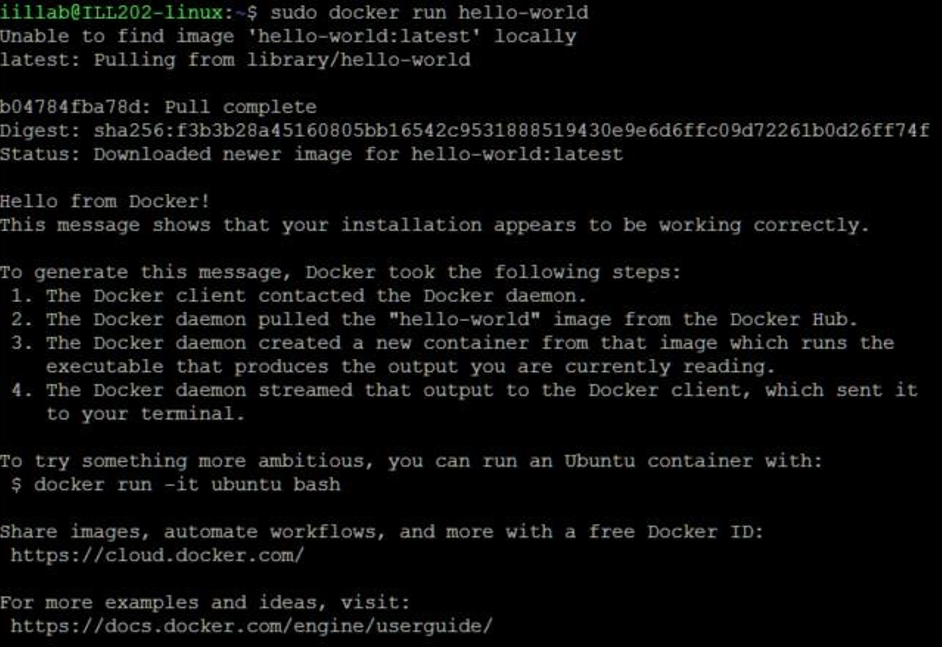 iillab@ILL202-linux:~$ sudo docker run hello-world
Unable to find image 'hello-world:latest' locally
latest: Pulling from library/hello-world
b04784fba78d: Pull complete
Digest: sha256:f3b3b28a45160805bb16542c9531888519430e9e6d6ffc09d72261b0d26ff74f
Status: Downloaded newer image for hello-world:latest
Hello from Docker!
This message shows that your installation appears to be working correctly.
To generate this message, Docker took the following steps:
1. The Docker client contacted the Docker daemon.
2. The Docker daemon pulled the "hello-world" image from the Docker Hub.
3. The Docker daemon created a new container from that image which runs the
executable that produces the output you are currently reading.
4. The Docker daemon streamed that output to the Docker client, which sent it
to your terminal.
To try something more ambitious, you can run an Ubuntu container with:
$ docker run -it ubuntu bash
Share images, automate workflows, and more with a free Docker ID:
https://cloud.docker.com/
For more examples and ideas, visit:
https://docs.docker.com/engine/userguide/